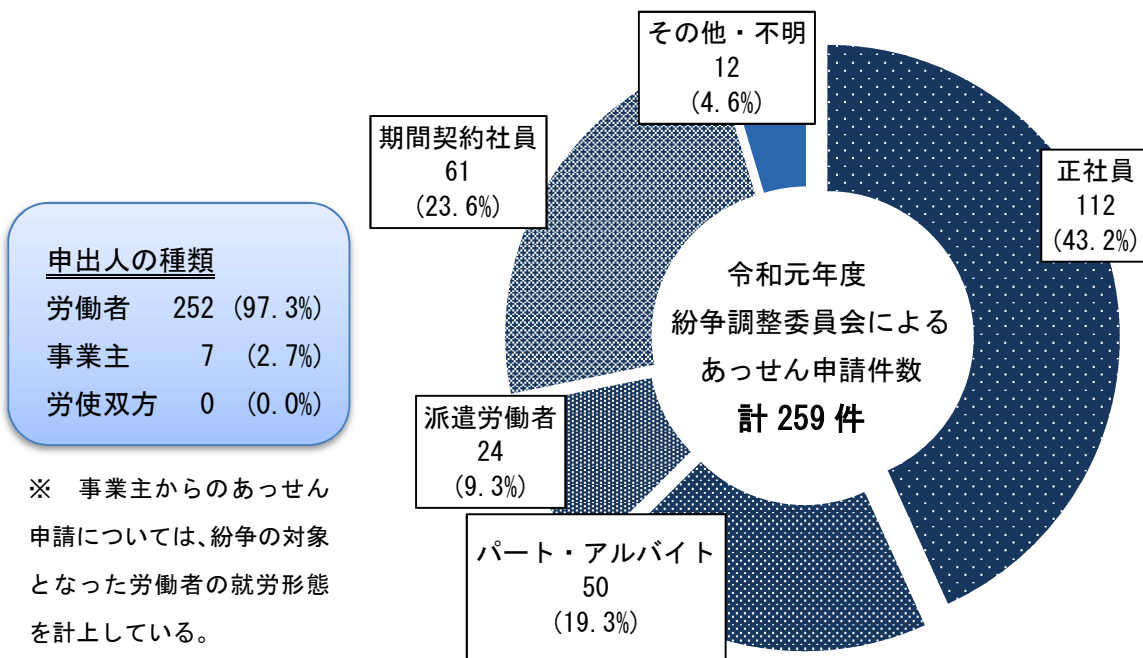 その他・不明
12
(4.6%)
期間契約社員
61
(23.6%)
正社員
112
(43.2%)
申出人の種類
労働者 252 (97.3%)
事業主 7 (2.7%)
労使双方 0 (0.0%)
令和元年度
紛争調整委員会による
あっせん申請件数
計 259 件
派遣労働者
24
(9.3%)
パート・アルバイト
50
(19.3%)
※ 事業主からのあっせん
申請については、紛争の対象
となった労働者の就労形態
を計上している。